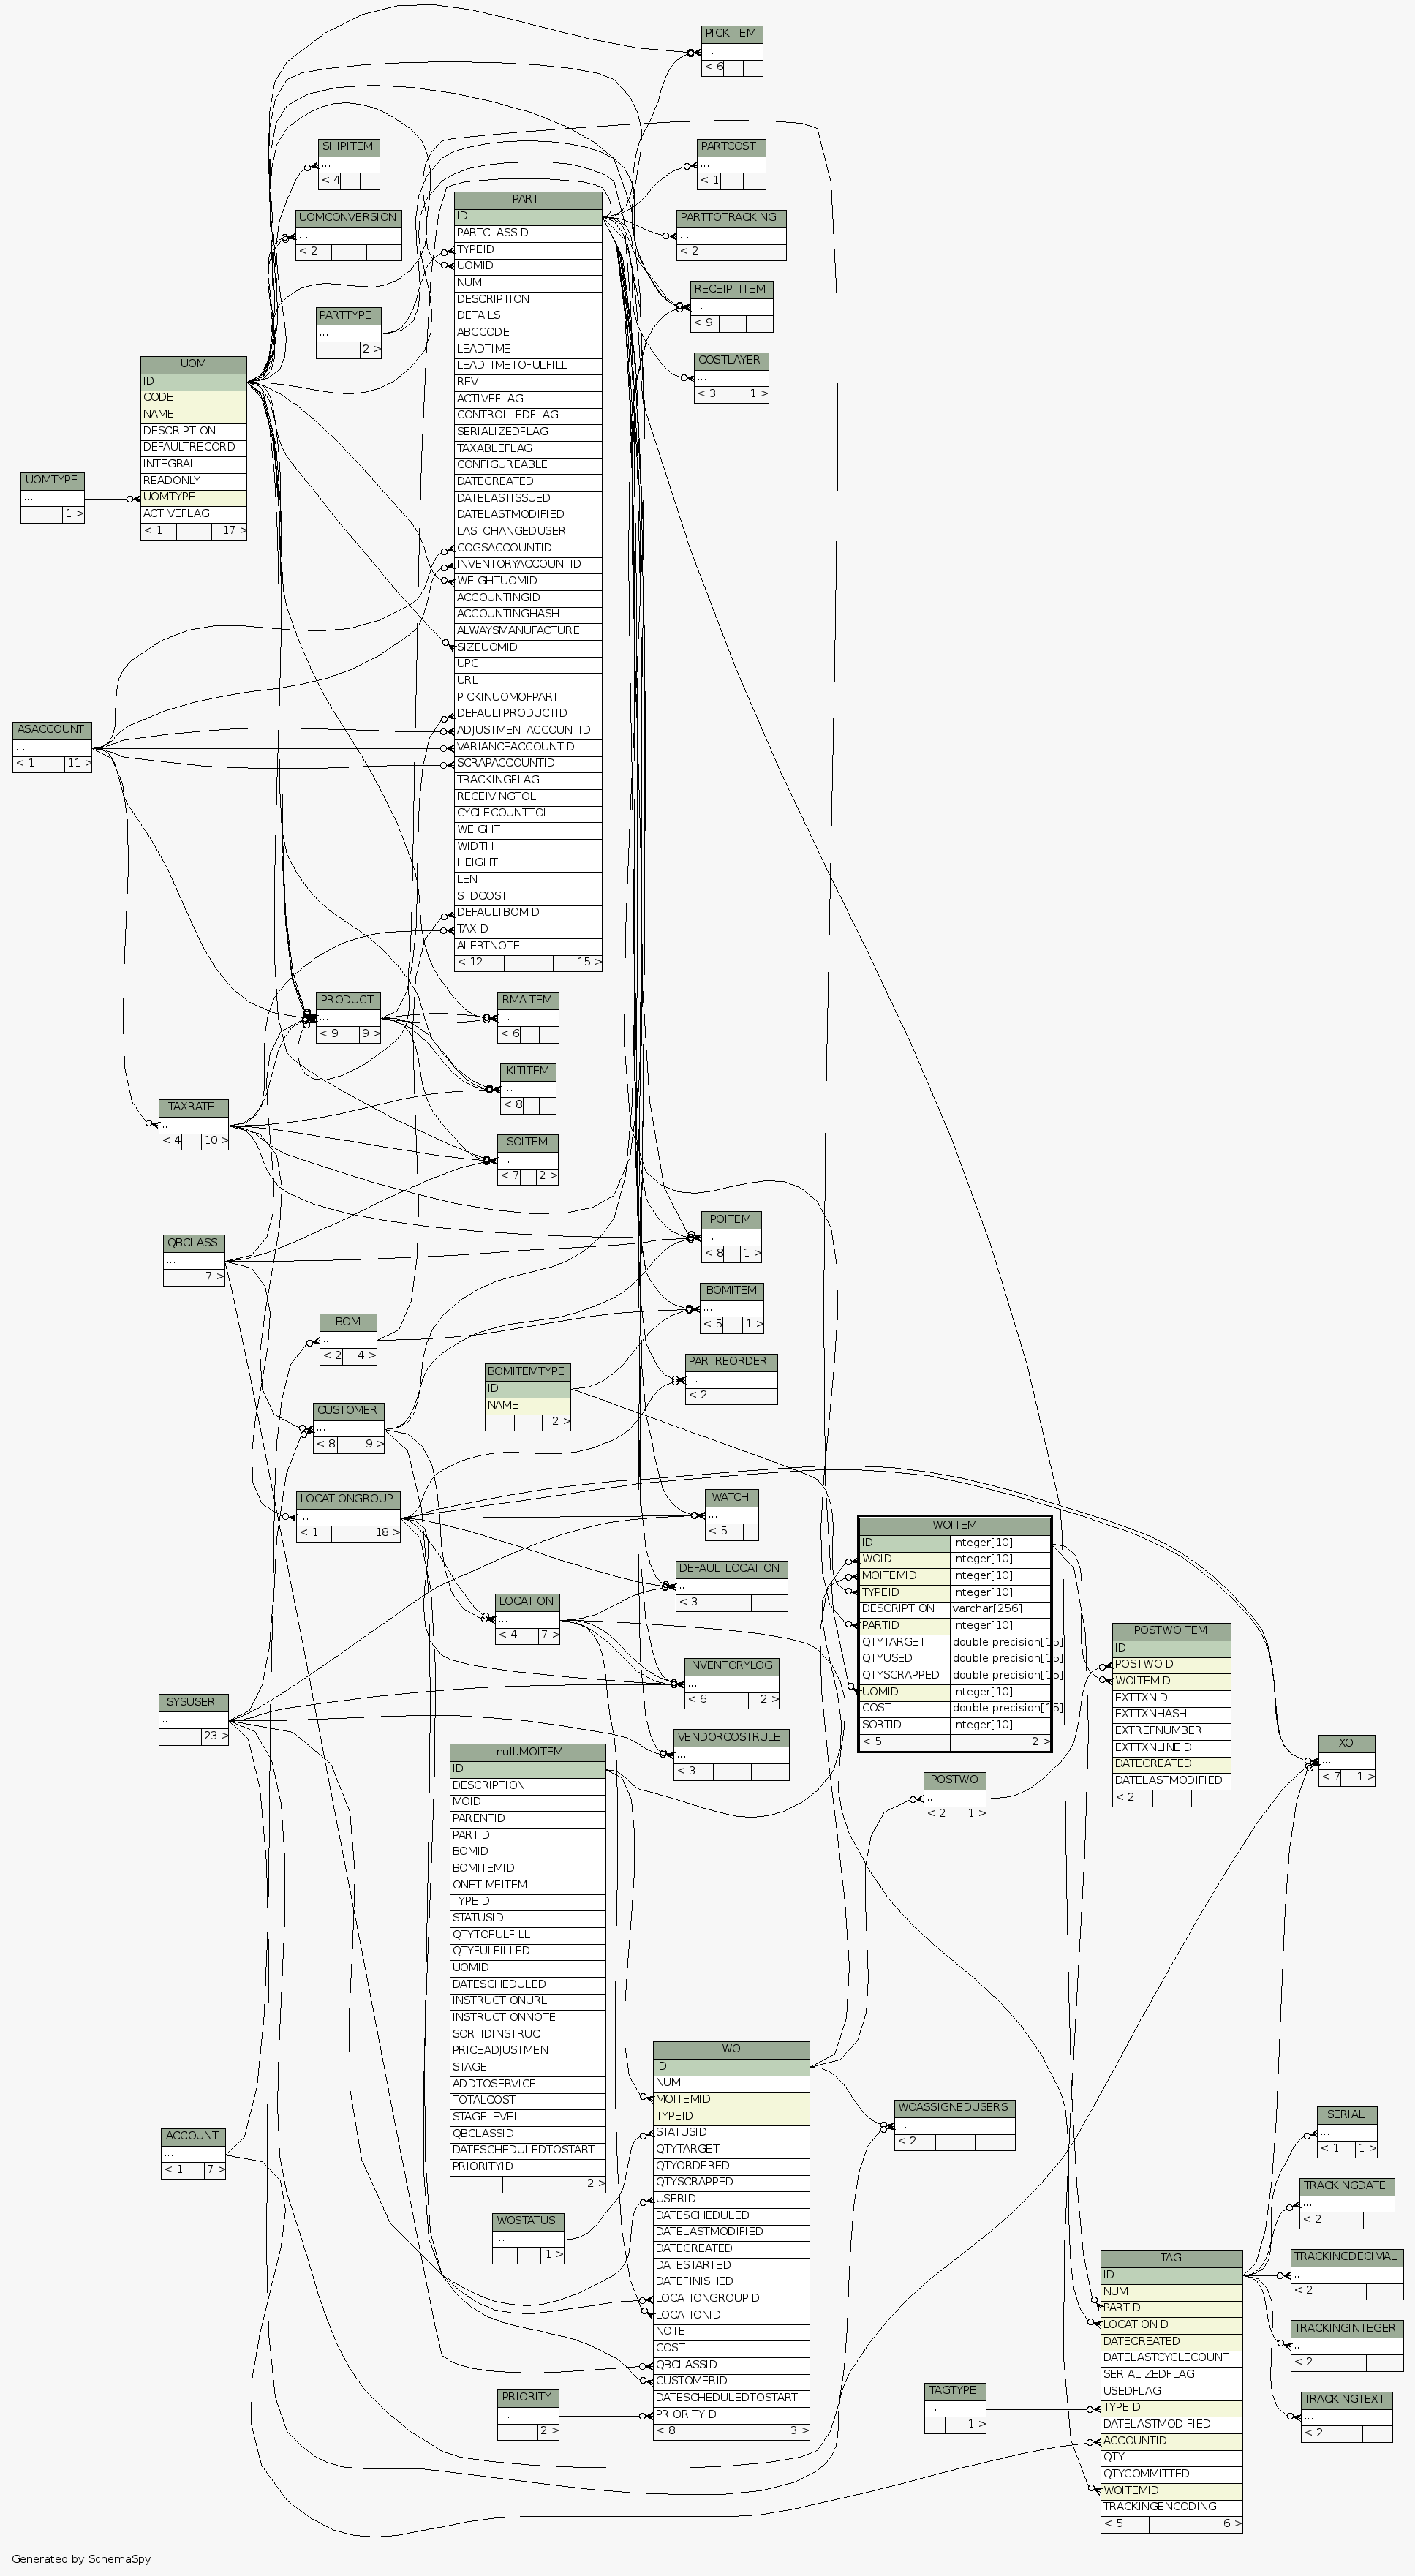 PICKITEM
...
< 6
SHIPITEM
...
< 4
PARTCOST
...
< 1
UOMCONVERSION
...
< 2
PARTTOTRACKING
...
< 2
PARTTYPE
...
2 >
RECEIPTITEM
...
< 9
COSTLAYER
...
< 3 1 >
PART
ID
PARTCLASSID
TYPEID
UOMID
NUM
DESCRIPTION
DETAILS
ABCCODE
LEADTIME
LEADTIMETOFULFILL
REV
ACTIVEFLAG
CONTROLLEDFLAG
SERIALIZEDFLAG
TAXABLEFLAG
CONFIGUREABLE
DATECREATED
DATELASTISSUED
DATELASTMODIFIED
LASTCHANGEDUSER
COGSACCOUNTID
INVENTORYACCOUNTID
WEIGHTUOMID
ACCOUNTINGID
ACCOUNTINGHASH
ALWAYSMANUFACTURE
SIZEUOMID
UPC
URL
PICKINUOMOFPART
DEFAULTPRODUCTID
ADJUSTMENTACCOUNTID
VARIANCEACCOUNTID
SCRAPACCOUNTID
TRACKINGFLAG
RECEIVINGTOL
CYCLECOUNTTOL
WEIGHT
WIDTH
HEIGHT
LEN
STDCOST
DEFAULTBOMID
TAXID
ALERTNOTE
< 12 15 >
UOM
ID
CODE
NAME
DESCRIPTION
DEFAULTRECORD
INTEGRAL
READONLY
UOMTYPE
ACTIVEFLAG
< 1 17 >
UOMTYPE
...
1 >
ASACCOUNT
...
< 1 11 >
PRODUCT
...
< 9 9 >
RMAITEM
...
< 6
KITITEM
...
< 8
TAXRATE
...
< 4 10 >
SOITEM
...
< 7 2 >
QBCLASS
...
7 >
POITEM
...
< 8 1 >
BOM
...
< 2 4 >
BOMITEM
...
< 5 1 >
BOMITEMTYPE
ID
NAME
2 >
PARTREORDER
...
< 2
CUSTOMER
...
< 8 9 >
LOCATIONGROUP
...
< 1 18 >
WATCH
...
< 5
DEFAULTLOCATION
...
< 3
LOCATION
...
< 4 7 >
INVENTORYLOG
...
< 6 2 >
SYSUSER
...
23 >
VENDORCOSTRULE
...
< 3
WOITEM
ID integer[10]
WOID integer[10]
MOITEMID integer[10]
TYPEID integer[10]
DESCRIPTION varchar[256]
PARTID integer[10]
QTYTARGET double precision[15]
QTYUSED double precision[15]
QTYSCRAPPED double precision[15]
UOMID integer[10]
COST double precision[15]
SORTID integer[10]
< 5 2 >
POSTWOITEM
ID
POSTWOID
WOITEMID
EXTTXNID
EXTTXNHASH
EXTREFNUMBER
EXTTXNLINEID
DATECREATED
DATELASTMODIFIED
< 2
XO
...
< 7 1 >
POSTWO
...
< 2 1 >
null.MOITEM
ID
DESCRIPTION
MOID
PARENTID
PARTID
BOMID
BOMITEMID
ONETIMEITEM
TYPEID
STATUSID
QTYTOFULFILL
QTYFULFILLED
UOMID
DATESCHEDULED
INSTRUCTIONURL
INSTRUCTIONNOTE
SORTIDINSTRUCT
PRICEADJUSTMENT
STAGE
ADDTOSERVICE
TOTALCOST
STAGELEVEL
QBCLASSID
DATESCHEDULEDTOSTART
PRIORITYID
2 >
WO
ID
NUM
MOITEMID
TYPEID
STATUSID
QTYTARGET
QTYORDERED
QTYSCRAPPED
USERID
DATESCHEDULED
DATELASTMODIFIED
DATECREATED
DATESTARTED
DATEFINISHED
LOCATIONGROUPID
LOCATIONID
NOTE
COST
QBCLASSID
CUSTOMERID
DATESCHEDULEDTOSTART
PRIORITYID
< 8 3 >
WOASSIGNEDUSERS
...
< 2
ACCOUNT
...
< 1 7 >
WOSTATUS
...
1 >
PRIORITY
...
2 >
TAGTYPE
...
1 >
TAG
ID
NUM
PARTID
LOCATIONID
DATECREATED
DATELASTCYCLECOUNT
SERIALIZEDFLAG
USEDFLAG
TYPEID
DATELASTMODIFIED
ACCOUNTID
QTY
QTYCOMMITTED
WOITEMID
TRACKINGENCODING
< 5 6 >
SERIAL
...
< 1 1 >
TRACKINGDATE
...
< 2
TRACKINGDECIMAL
...
< 2
TRACKINGINTEGER
...
< 2
TRACKINGTEXT
...
< 2
Generated by SchemaSpy